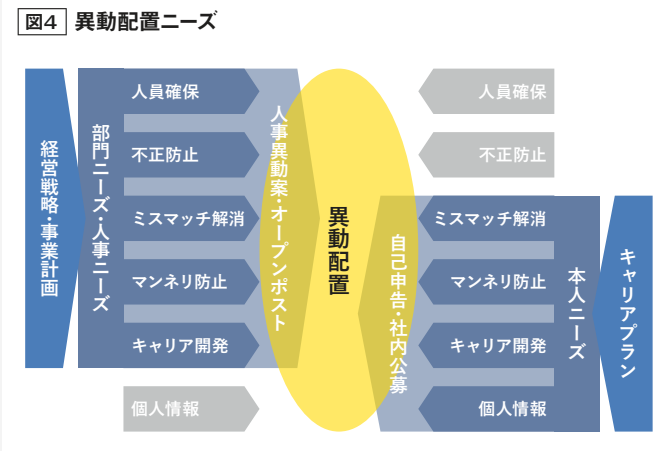 図4 異動配置ニーズ
経営戦略・事業計画
部門ニーズ・人事ニーズ
人員確保
不正防止
ミスマッチ解消
マンネリ防止
キャリア開発
個人情報
人事異動案・オープンポスト
異動配置
自己申告・社内公募
人員確保
不正防止
ミスマッチ解消
マンネリ防止
キャリア開発
個人情報
本人ニーズ
キャリアプラン